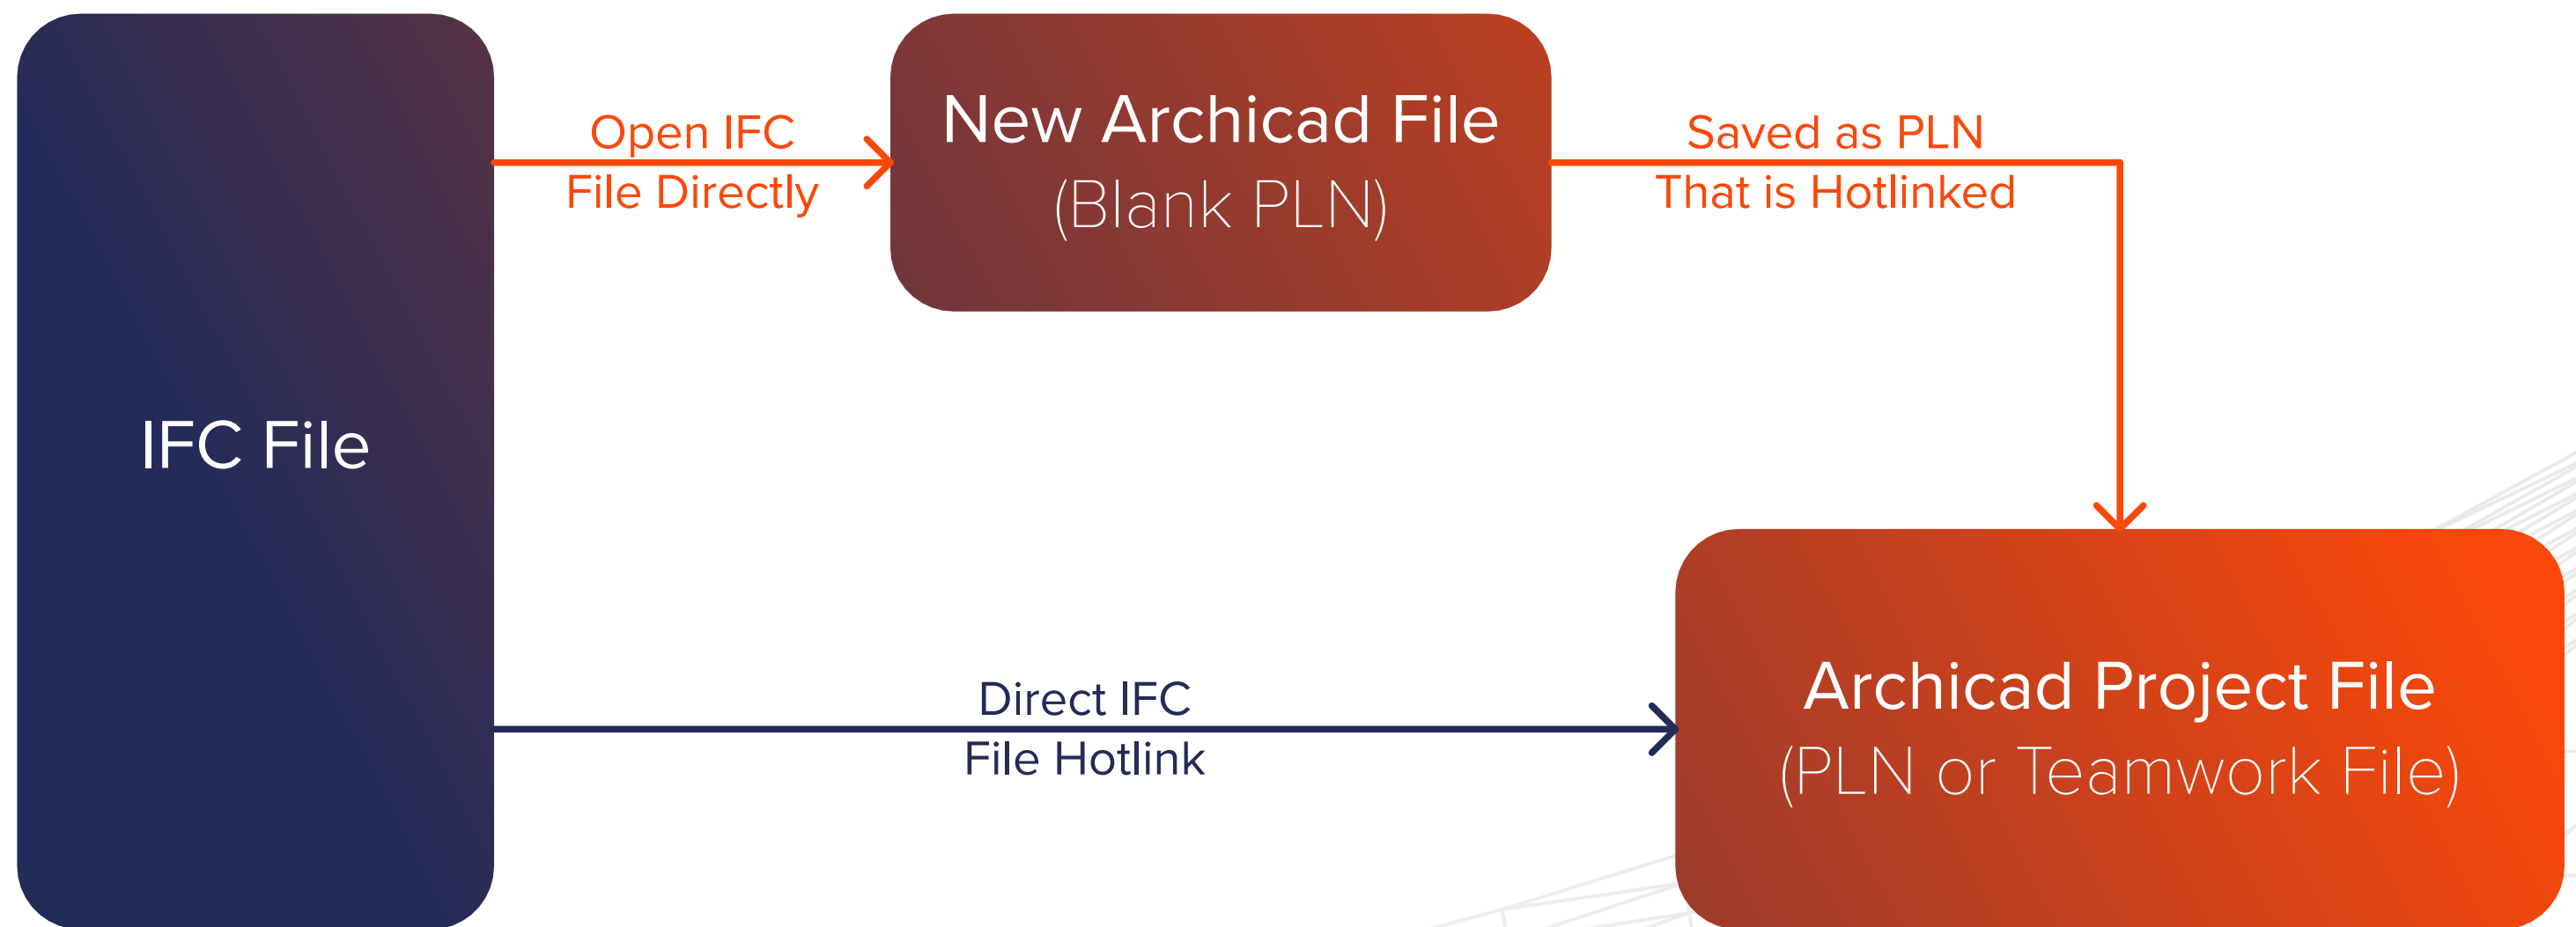 IFC File
Open IFC
File Directly
New Archicad File
(Blank PLN)
Saved as PLN
That is Hotlinked
Direct IFC
File Hotlink
Archicad Project File
(PLN or Teamwork File)